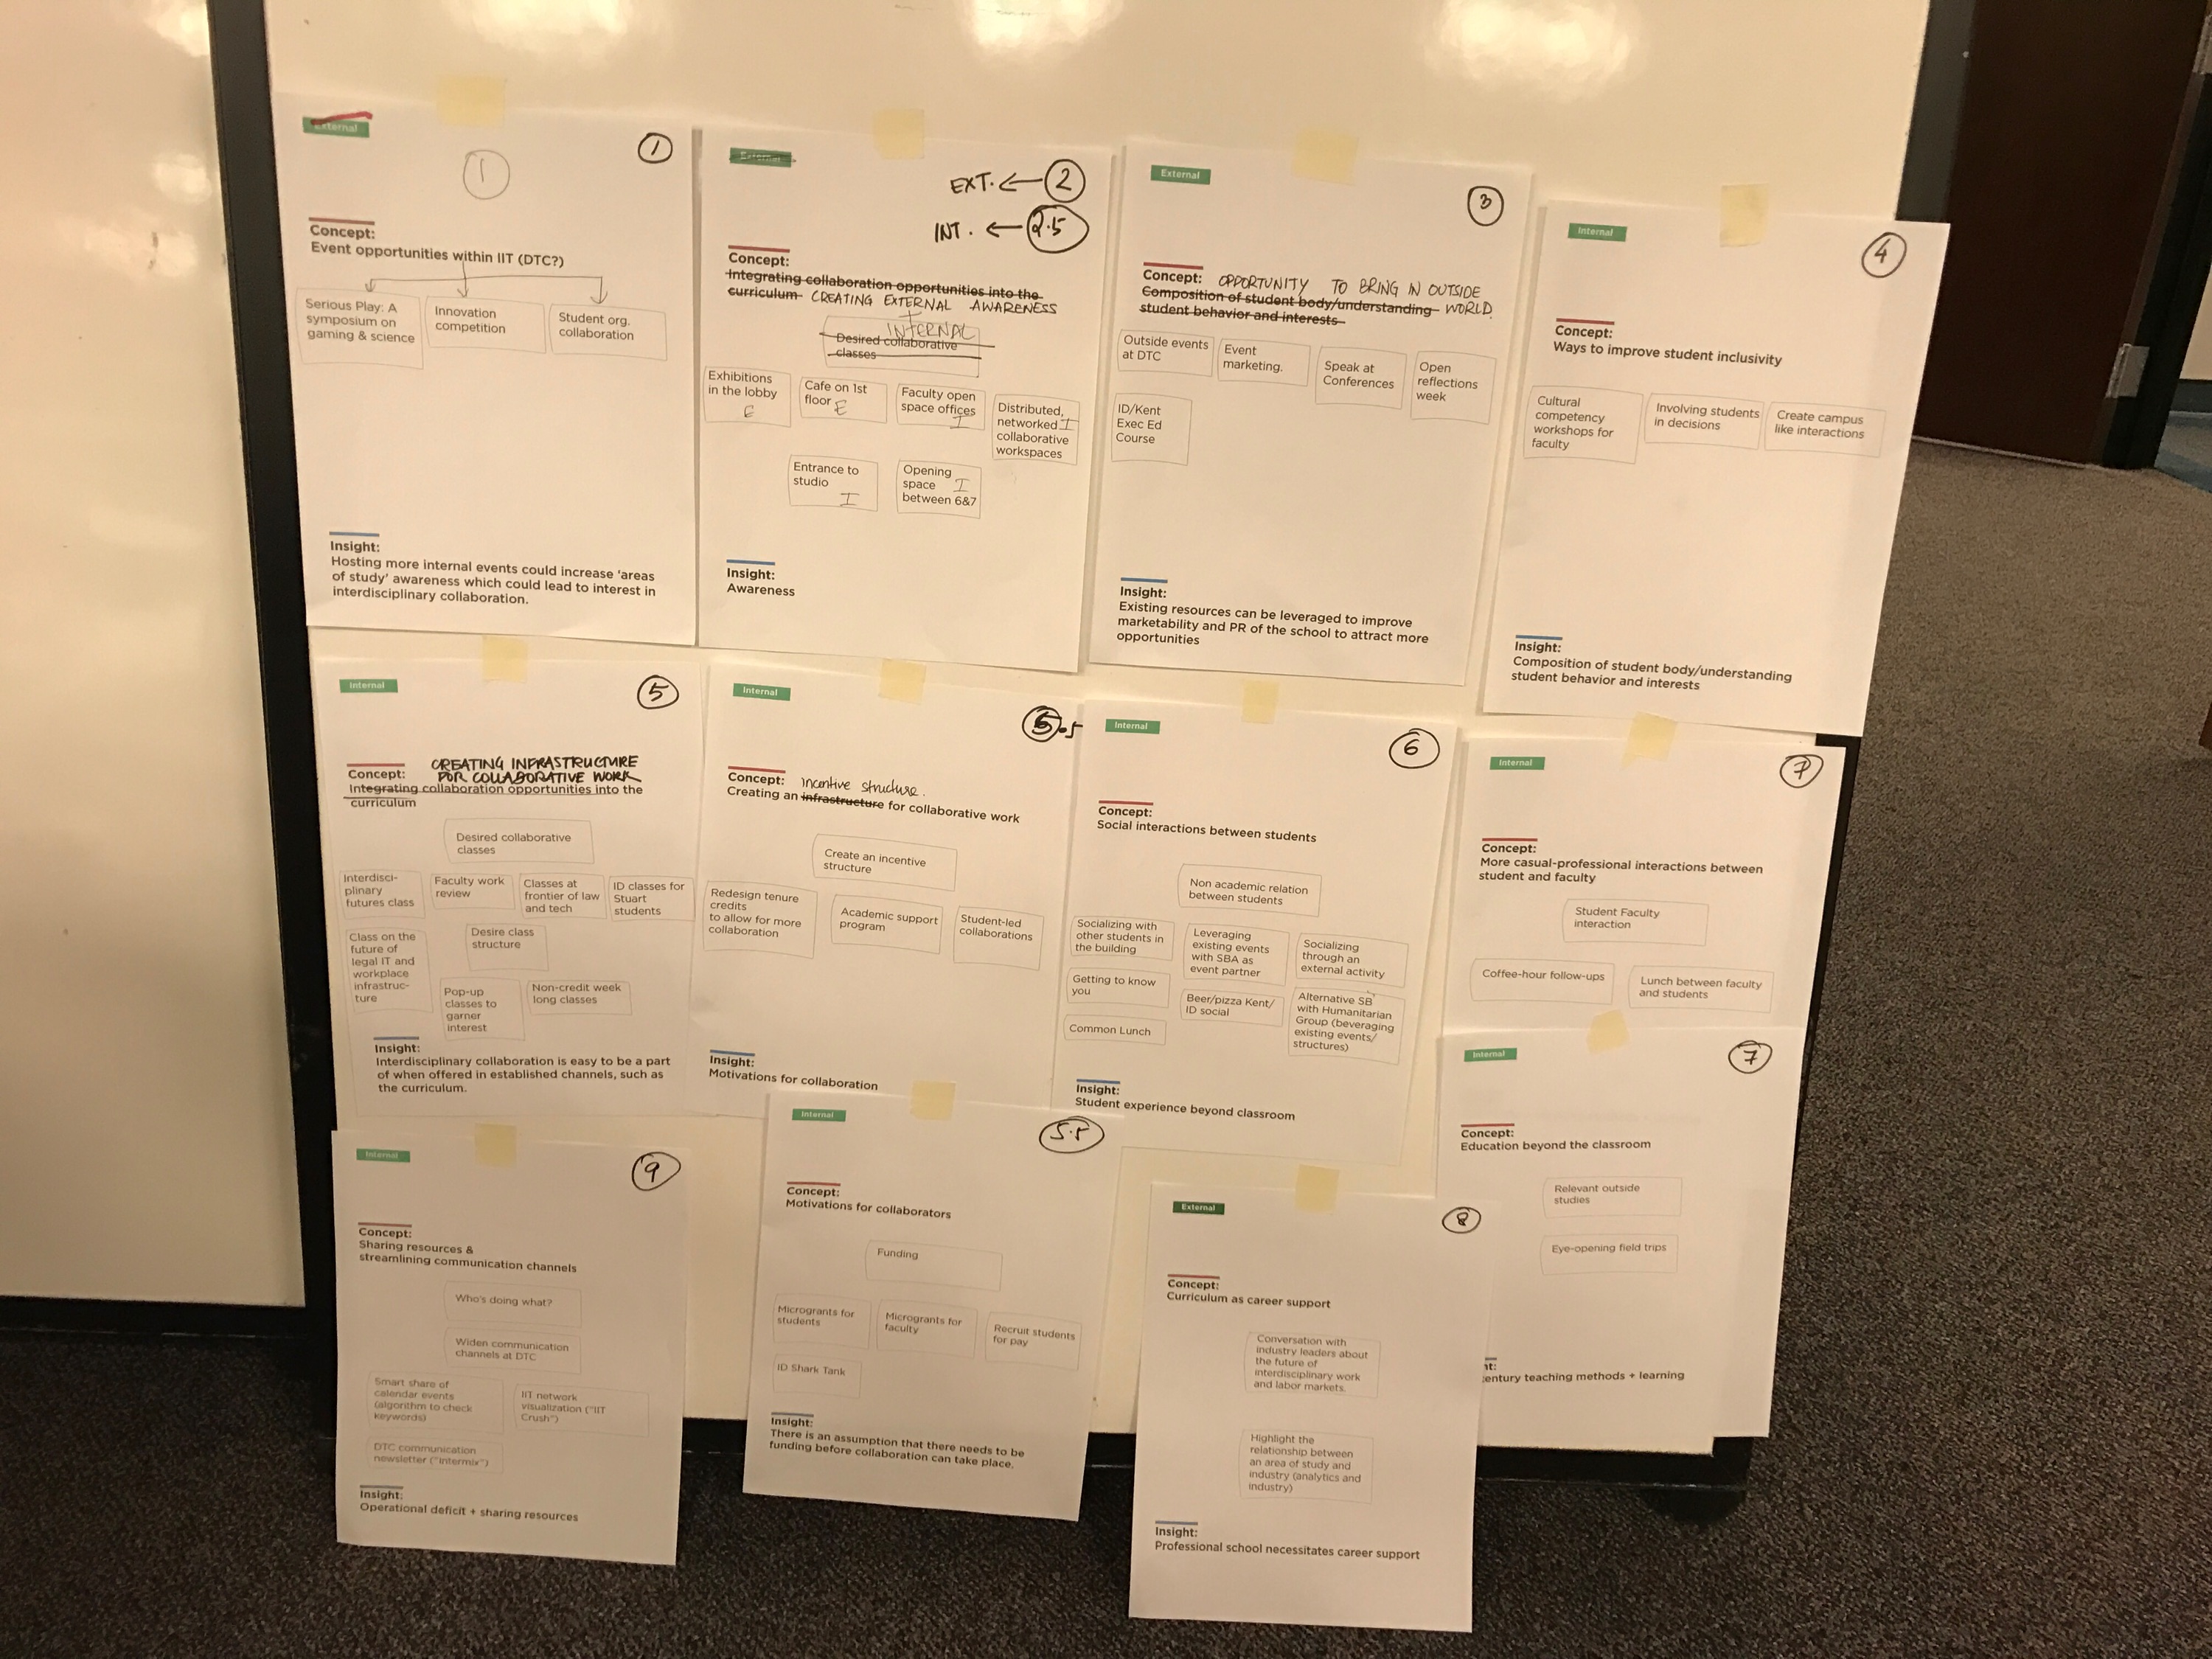 External
1
1
Concept:
Event opportunities within IIT (DTC?)
Serious Play: A
symposium on
gaming & science
Innovation
competition
Student org.
collaboration
Insight:
Hosting more internal events could increase 'areas
of study' awareness which could lead to interest in
interdisciplinary collaboration.
External
EXT. ← 2
INT. ← 2.5
Concept:
Integrating collaboration opportunities into the
curriculum CREATING EXTERNAL AWARENESS
+
INTERNAL
Desired collaborative
classes
Exhibitions
in the lobby
E
Cafe on 1st
floor E
Faculty open
space offices
I
Distributed,
networked I
collaborative
workspaces
Entrance to
studio
I
Opening
space I
between 6&7
Insight:
Awareness
External
3
Concept: OPPORTUNITY TO BRING IN OUTSIDE
Composition of student body/understanding WORLD.
student behavior and interests
Outside events
at DTC
Event
marketing.
Speak at
Conferences
Open
reflections
week
ID/Kent
Exec Ed
Course
Insight:
Existing resources can be leveraged to improve
marketability and PR of the school to attract more
opportunities
Internal
4
Concept:
Ways to improve student inclusivity
Cultural
competency
workshops for
faculty
Involving students
in decisions
Create campus
like interactions
Insight:
Composition of student body/understanding
student behavior and interests
Internal
5
CREATING INFRASTRUCTURE
Concept: FOR COLLABORATIVE WORK
Integrating collaboration opportunities into the
curriculum
Desired collaborative
classes
Interdisci-
plinary
futures class
Faculty work
review
Classes at
frontier of law
and tech
ID classes for
Stuart
students
Class on the
future of
legal IT and
workplace
infrastruc-
ture
Desire class
structure
Pop-up
classes to
garner
interest
Non-credit week
long classes
Insight:
Interdisciplinary collaboration is easy to be a part
of when offered in established channels, such as
the curriculum.
Internal
5.5
Concept: Incentive structure.
Creating an infrastructure for collaborative work
Create an incentive
structure
Redesign tenure
credits
to allow for more
collaboration
Academic support
program
Student-led
collaborations
Insight:
Motivations for collaboration
Internal
6
Concept:
Social interactions between students
Non academic relation
between students
Socializing with
other students in
the building
Leveraging
existing events
with SBA as
event partner
Socializing
through an
external activity
Getting to know
you
Beer/pizza Kent/
ID social
Alternative SB
with Humanitarian
Group (beveraging
existing events/
structures)
Common Lunch
Insight:
Student experience beyond classroom
Internal
7
Concept:
More casual-professional interactions between
student and faculty
Student Faculty
interaction
Coffee-hour follow-ups
Lunch between faculty
and students
Internal
7
Concept:
Education beyond the classroom
Relevant outside
studies
Eye-opening field trips
ht:
entury teaching methods + learning
Internal
9
Concept:
Sharing resources &
streamlining communication channels
Who's doing what?
Widen communication
channels at DTC
Smart share of
calendar events
(algorithm to check
keywords)
IIT network
visualization ("IIT
Crush")
DTC communication
newsletter ("Intermix")
Insight:
Operational deficit + sharing resources
Internal
5.5
Concept:
Motivations for collaborators
Funding
Microgrants for
students
Microgrants for
faculty
Recruit students
for pay
ID Shark Tank
Insight:
There is an assumption that there needs to be
funding before collaboration can take place.
External
8
Concept:
Curriculum as career support
Conversation with
industry leaders about
the future of
interdisciplinary work
and labor markets.
Highlight the
relationship between
an area of study and
industry (analytics and
industry)
Insight:
Professional school necessitates career support